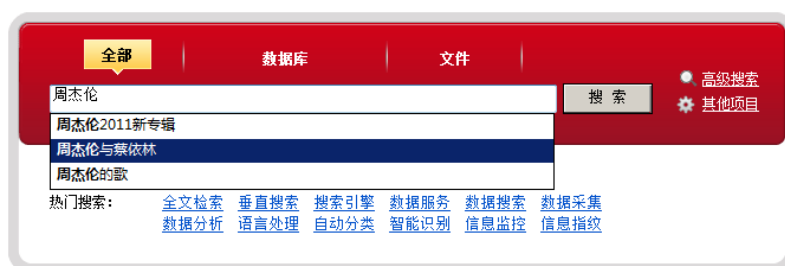 全部 数据库 文件
高级搜索
周杰伦 搜 索
其他项目
周杰伦2011新专辑
周杰伦与蔡依林
周杰伦的歌
热门搜索: 全文检索 垂直搜索 搜索引擎 数据服务 数据搜索 数据采集
数据分析 语言处理 自动分类 智能识别 信息监控 信息指纹